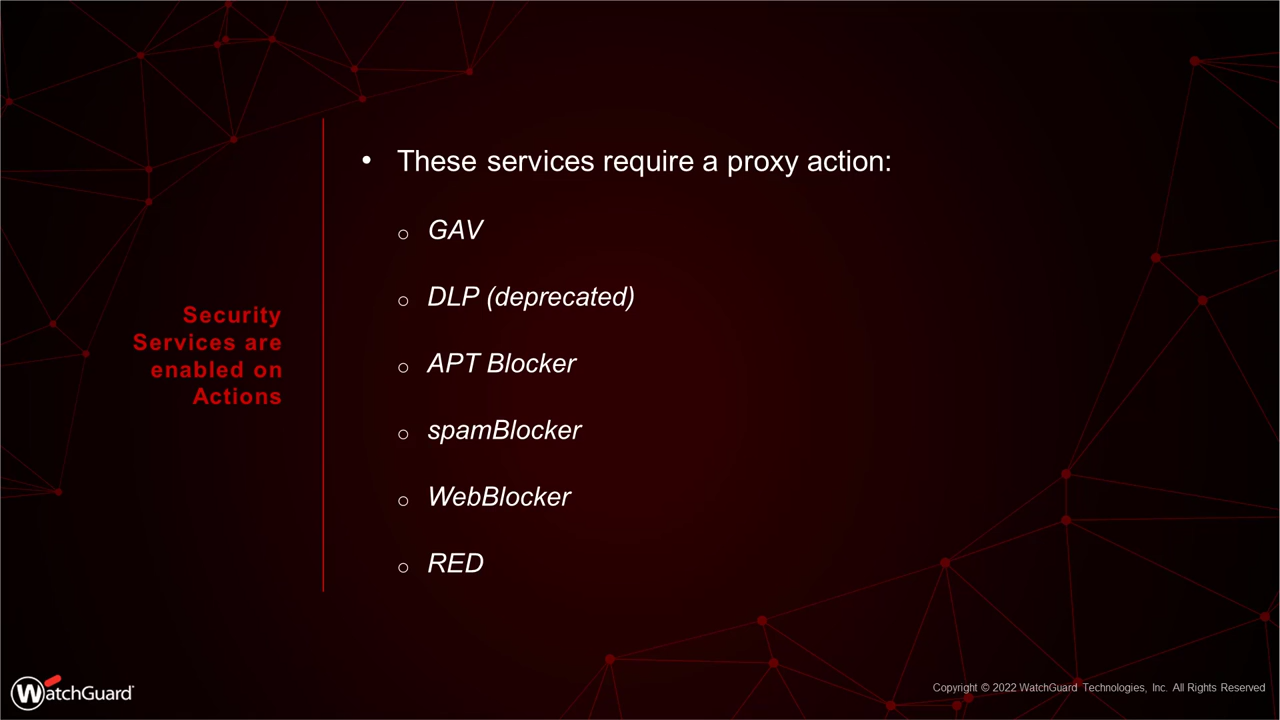 Security
Services are
enabled on
Actions
• These services require a proxy action:
o GAV
o DLP (deprecated)
o APT Blocker
o spamBlocker
o WebBlocker
o RED
WatchGuard
Copyright © 2022 WatchGuard Technologies, Inc. All Rights Reserved